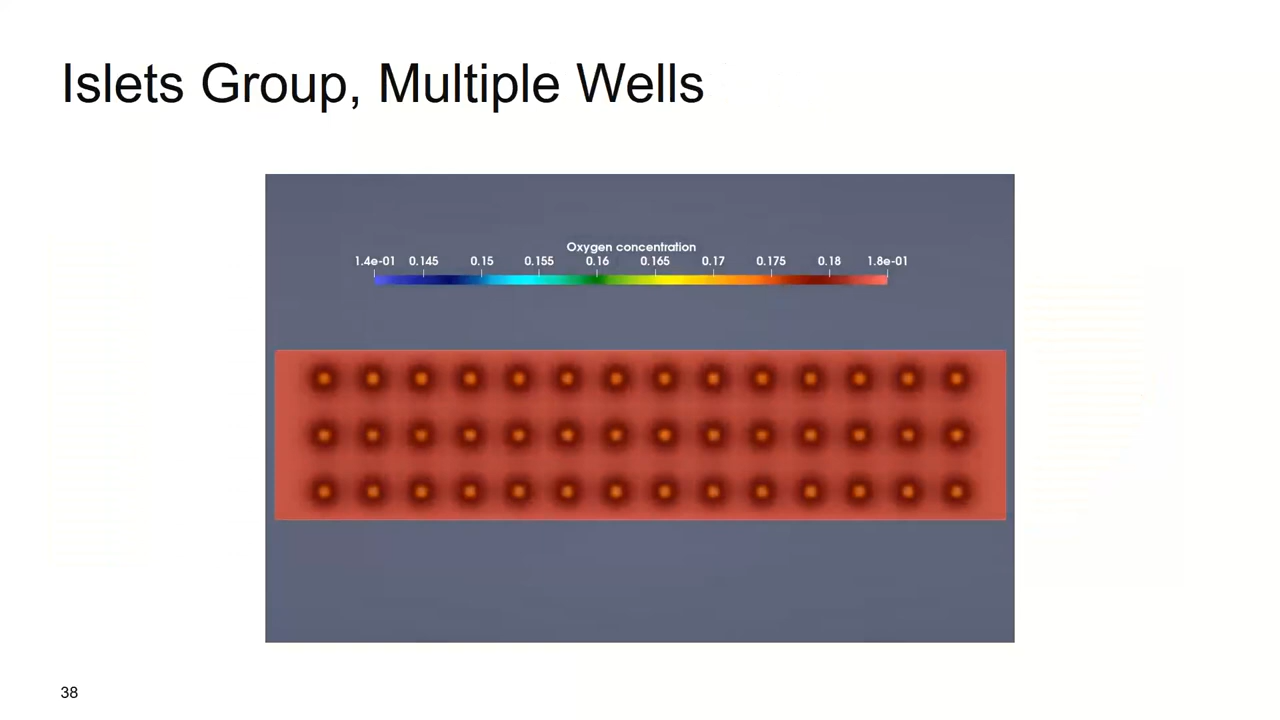 Islets Group, Multiple Wells
Oxygen concentration
1.4e-01 0.145 0.15 0.155 0.16 0.165 0.17 0.175 0.18 1.8e-01
38